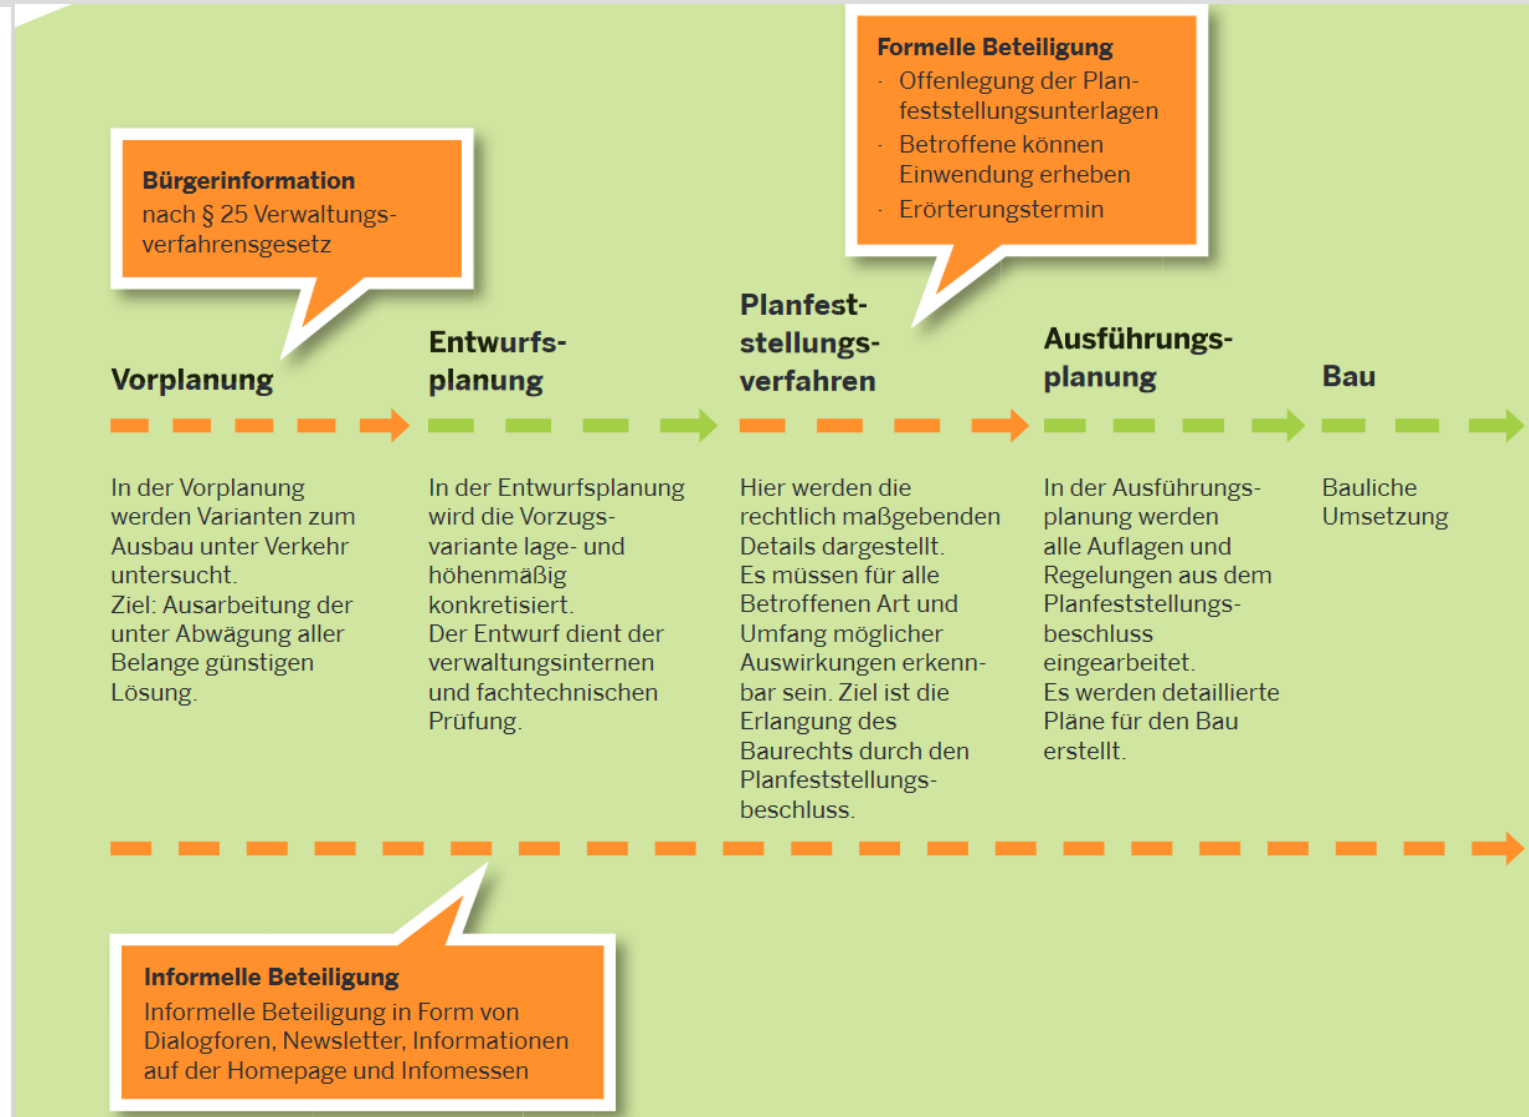 Formelle Beteiligung
· Offenlegung der Plan-
feststellungsunterlagen
· Betroffene können
Einwendung erheben
· Erörterungstermin
Bürgerinformation
nach § 25 Verwaltungs-
verfahrensgesetz
Vorplanung
Entwurfs-
planung
Planfest-
stellungs-
verfahren
Ausführungs-
planung
Bau
In der Vorplanung
werden Varianten zum
Ausbau unter Verkehr
untersucht.
Ziel: Ausarbeitung der
unter Abwägung aller
Belange günstigen
Lösung.
In der Entwurfsplanung
wird die Vorzugs-
variante lage- und
höhenmäßig
konkretisiert.
Der Entwurf dient der
verwaltungsinternen
und fachtechnischen
Prüfung.
Hier werden die
rechtlich maßgebenden
Details dargestellt.
Es müssen für alle
Betroffenen Art und
Umfang möglicher
Auswirkungen erkenn-
bar sein. Ziel ist die
Erlangung des
Baurechts durch den
Planfeststellungs-
beschluss.
In der Ausführungs-
planung werden
alle Auflagen und
Regelungen aus dem
Planfeststellungs-
beschluss
eingearbeitet.
Es werden detaillierte
Pläne für den Bau
erstellt.
Bauliche
Umsetzung
Informelle Beteiligung
Informelle Beteiligung in Form von
Dialogforen, Newsletter, Informationen
auf der Homepage und Infomessen